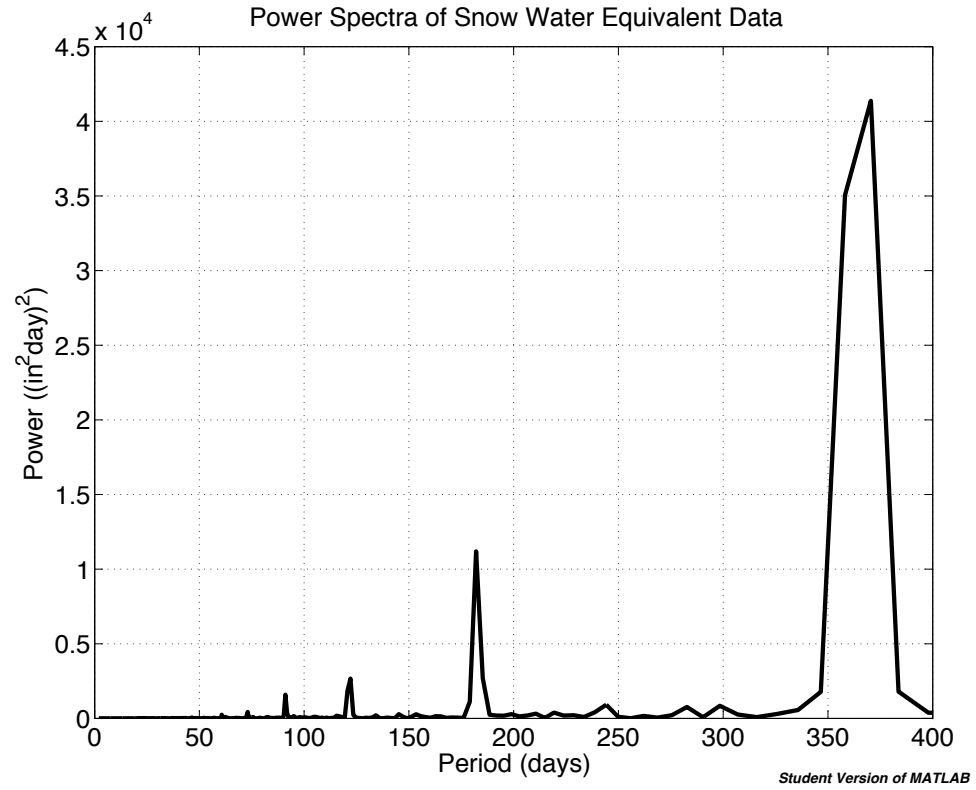 Power Spectra of Snow Water Equivalent Data
x 10^4
4.5
4
3.5
3
2.5
2
1.5
1
0.5
0
Power ((in^2day)^2)
0 50 100 150 200 250 300 350 400
Period (days)
Student Version of MATLAB